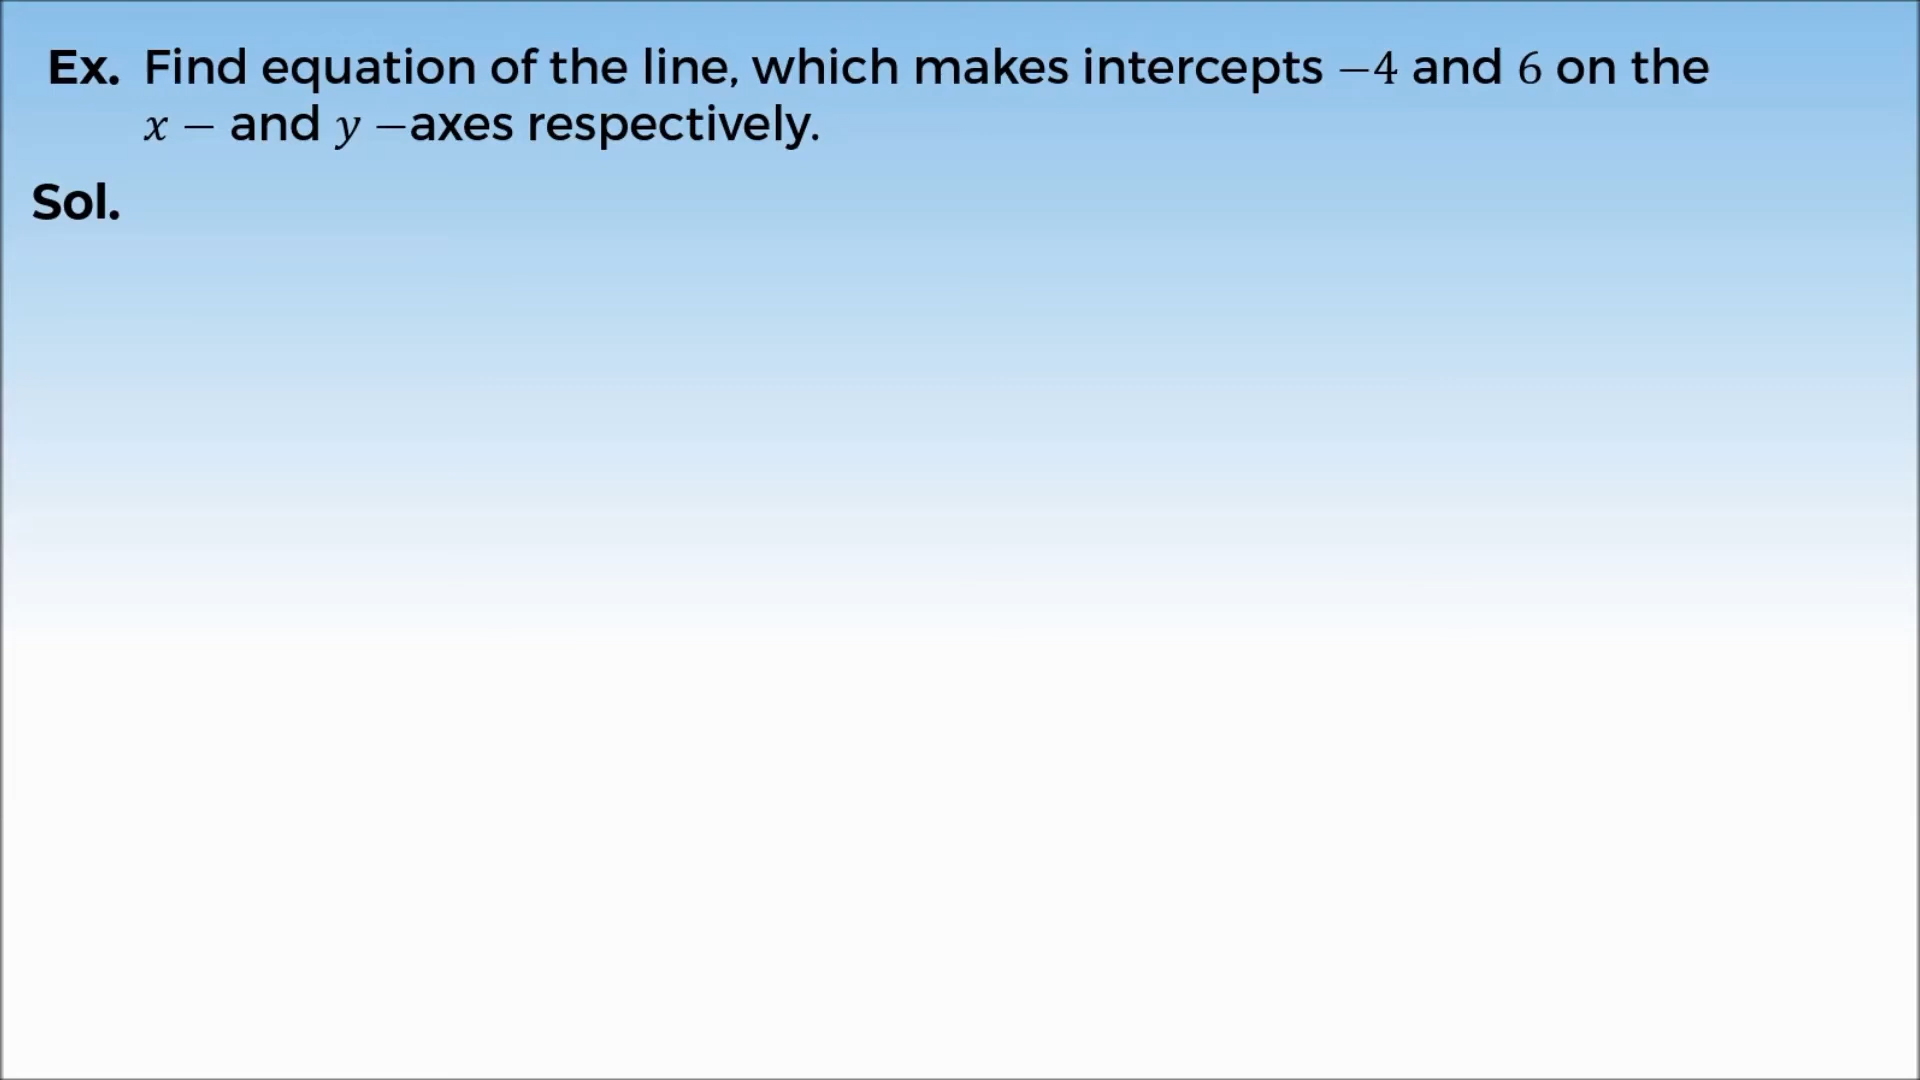 Ex. Find equation of the line, which makes intercepts −4 and 6 on the
x − and y −axes respectively.
Sol.